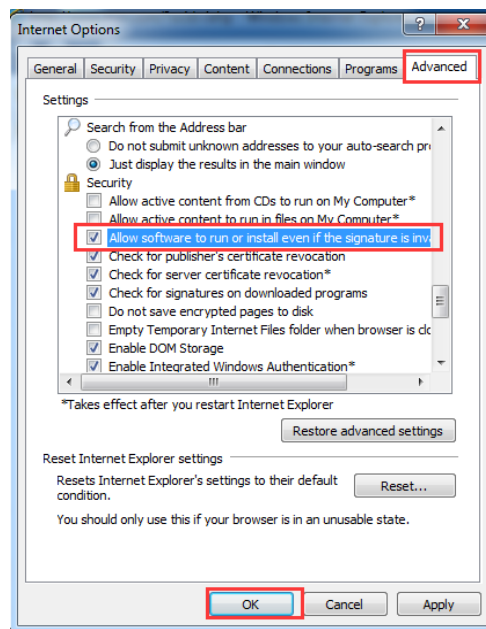 Internet Options
?
X
General Security Privacy Content Connections Programs Advanced
Settings
Search from the Address bar
Do not submit unknown addresses to your auto-search pro
Just display the results in the main window
Security
Allow active content from CDs to run on My Computer*
Allow active content to run in files on My Computer*
Allow software to run or install even if the signature is inva
Check for publisher's certificate revocation
Check for server certificate revocation*
Check for signatures on downloaded programs
Do not save encrypted pages to disk
Empty Temporary Internet Files folder when browser is clo
Enable DOM Storage
Enable Integrated Windows Authentication*
*Takes effect after you restart Internet Explorer
Restore advanced settings
Reset Internet Explorer settings
Resets Internet Explorer's settings to their default
condition.
Reset...
You should only use this if your browser is in an unusable state.
OK Cancel Apply